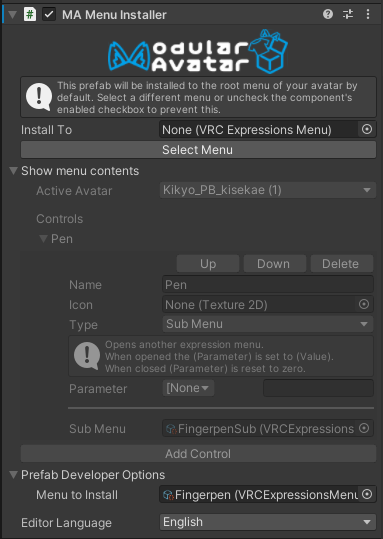 MA Menu Installer
Modular
Avatar
This prefab will be installed to the root menu of your avatar by
default. Select a different menu or uncheck the component's
enabled checkbox to prevent this.
Install To None (VRC Expressions Menu)
Select Menu
Show menu contents
Active Avatar Kikyo_PB_kisekae (1)
Controls
Pen
Up Down Delete
Name Pen
Icon None (Texture 2D)
Type Sub Menu
Opens another expression menu.
When opened the (Parameter) is set to (Value).
When closed (Parameter) is reset to zero.
Parameter [None
Sub Menu FingerpenSub (VRCExpressions
Add Control
Prefab Developer Options
Menu to Install Fingerpen (VRCExpressionsMenu
Editor Language English